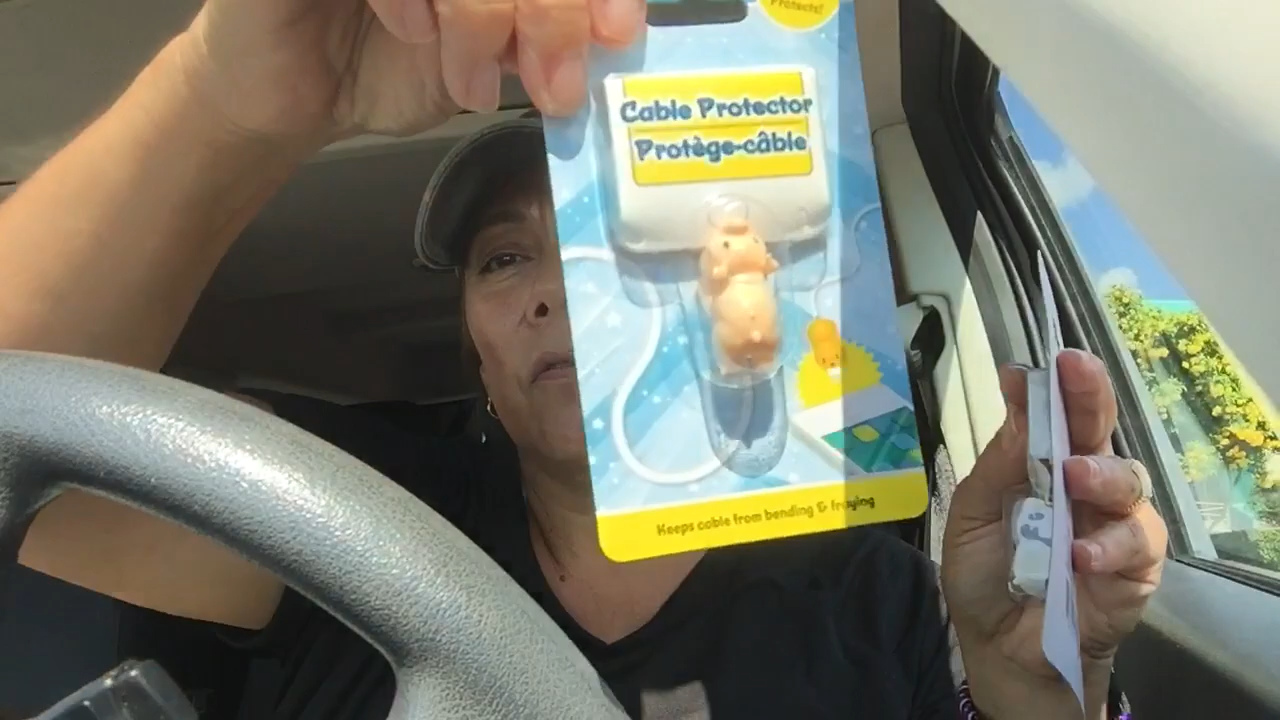 Protects!
Cable Protector
Protège-câble
Keeps cable from bending & fraying